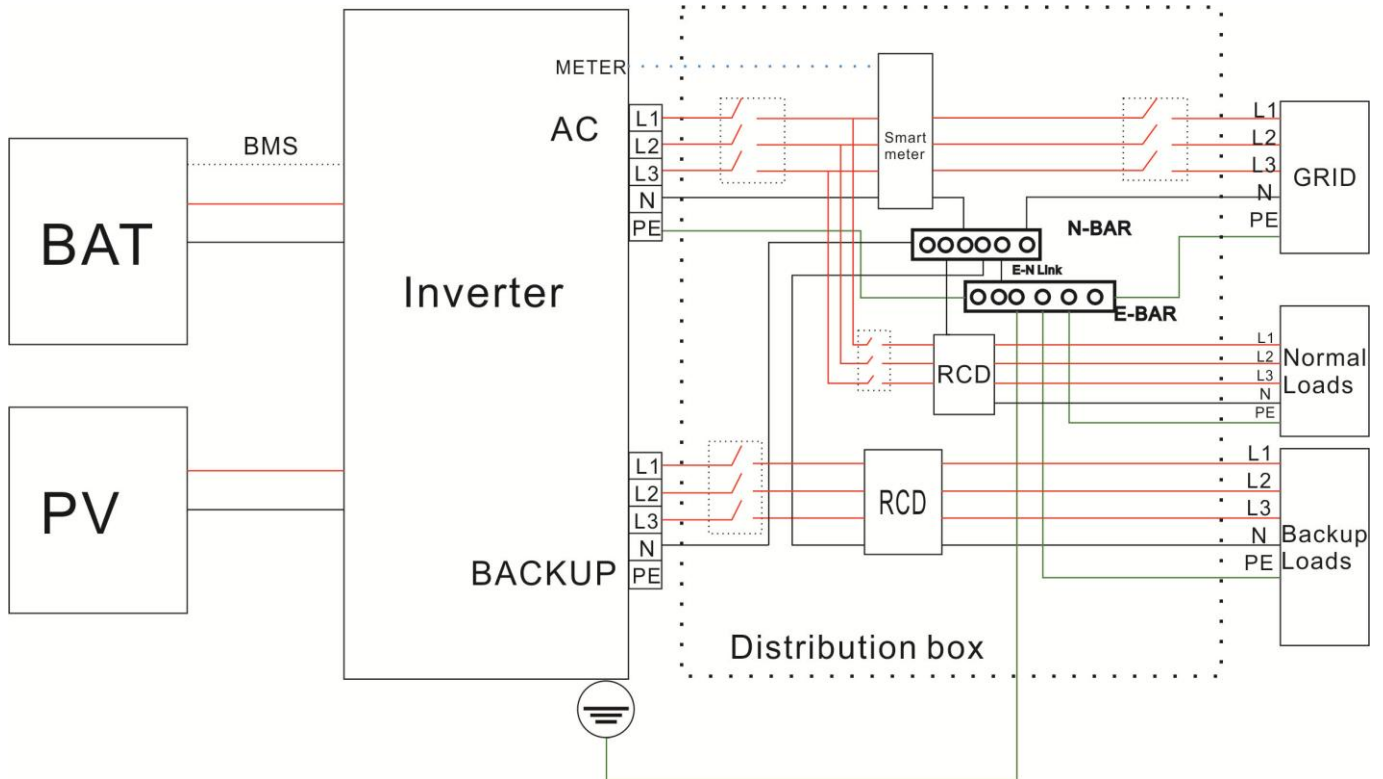 METER
AC
L1
L2
L3
N
PE
Smart
meter
L1
L2
L3
N
PE
GRID
BMS
BAT
Inverter
N-BAR
E-N Link
E-BAR
RCD
L1
L2
L3
N
PE
Normal
Loads
PV
L1
L2
L3
N
PE
BACKUP
RCD
L1
L2
L3
N
PE
Backup
Loads
Distribution box